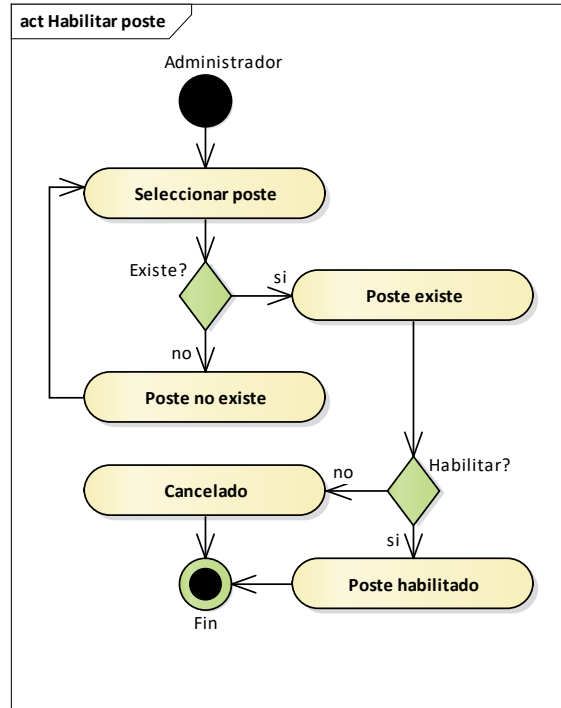 act Habilitar poste
Administrador
Seleccionar poste
Existe?
si
Poste existe
no
Poste no existe
Habilitar?
no
Cancelado
si
Poste habilitado
Fin